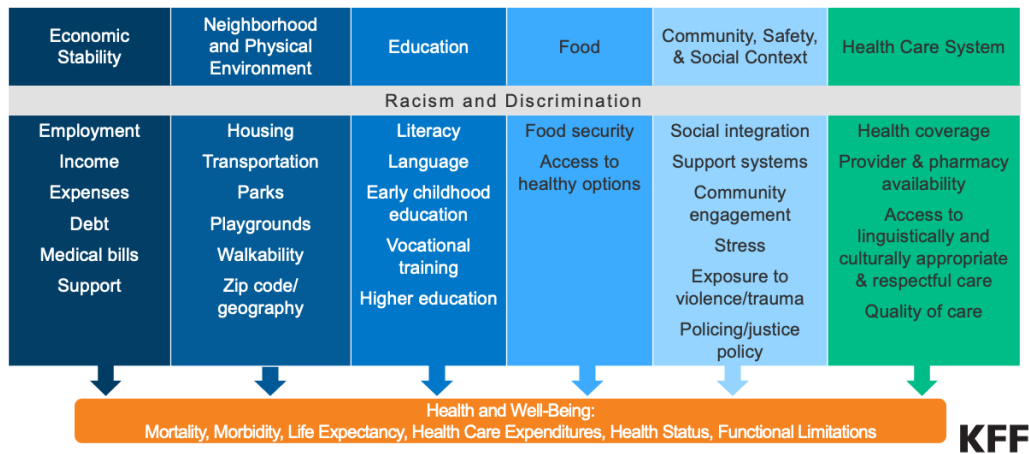 Economic
Stability
Neighborhood
and Physical
Environment
Education
Food
Community, Safety,
& Social Context
Health Care System
Racism and Discrimination
Employment
Income
Expenses
Debt
Medical bills
Support
Housing
Transportation
Parks
Playgrounds
Walkability
Zip code/
geography
Literacy
Language
Early childhood
education
Vocational
training
Higher education
Food security
Access to
healthy options
Social integration
Support systems
Community
engagement
Stress
Exposure to
violence/trauma
Policing/justice
policy
Health coverage
Provider & pharmacy
availability
Access to
linguistically and
culturally appropriate
& respectful care
Quality of care
Health and Well-Being:
Mortality, Morbidity, Life Expectancy, Health Care Expenditures, Health Status, Functional Limitations
KFF